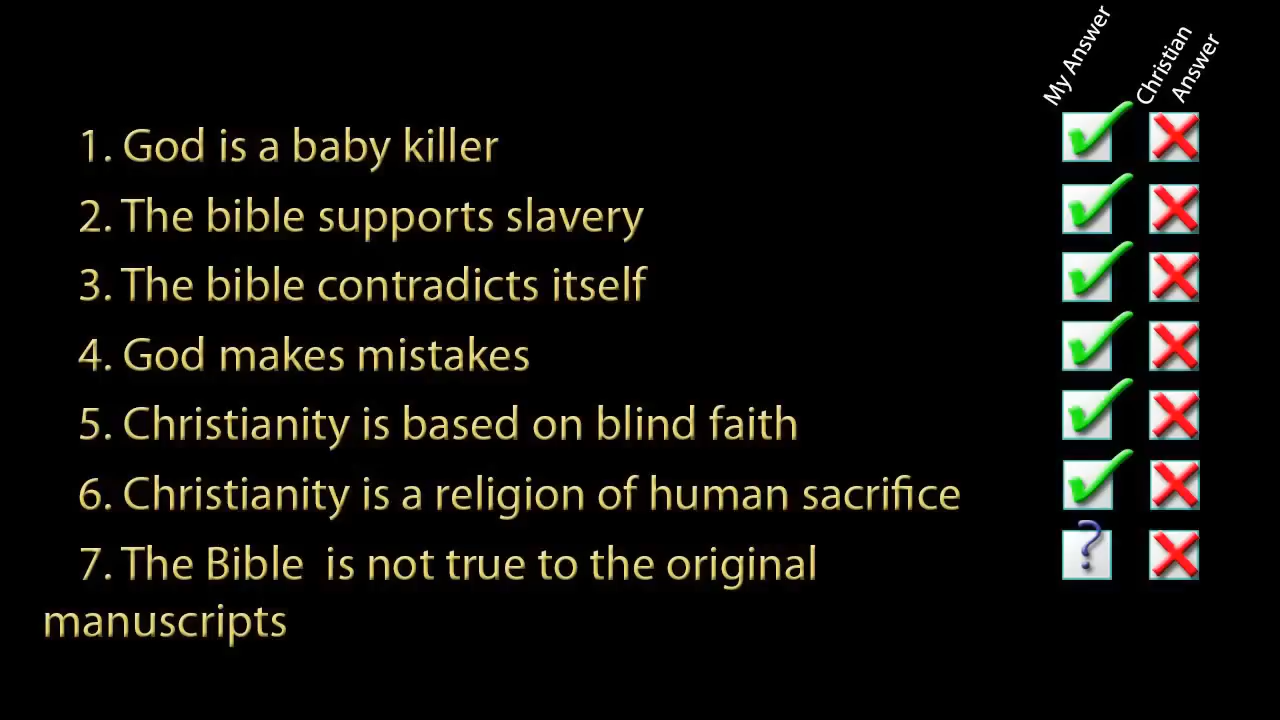 My Answer
Christian
Answer
1. God is a baby killer
2. The bible supports slavery
3. The bible contradicts itself
4. God makes mistakes
5. Christianity is based on blind faith
6. Christianity is a religion of human sacrifice
7. The Bible  is not true to the original
manuscripts
?